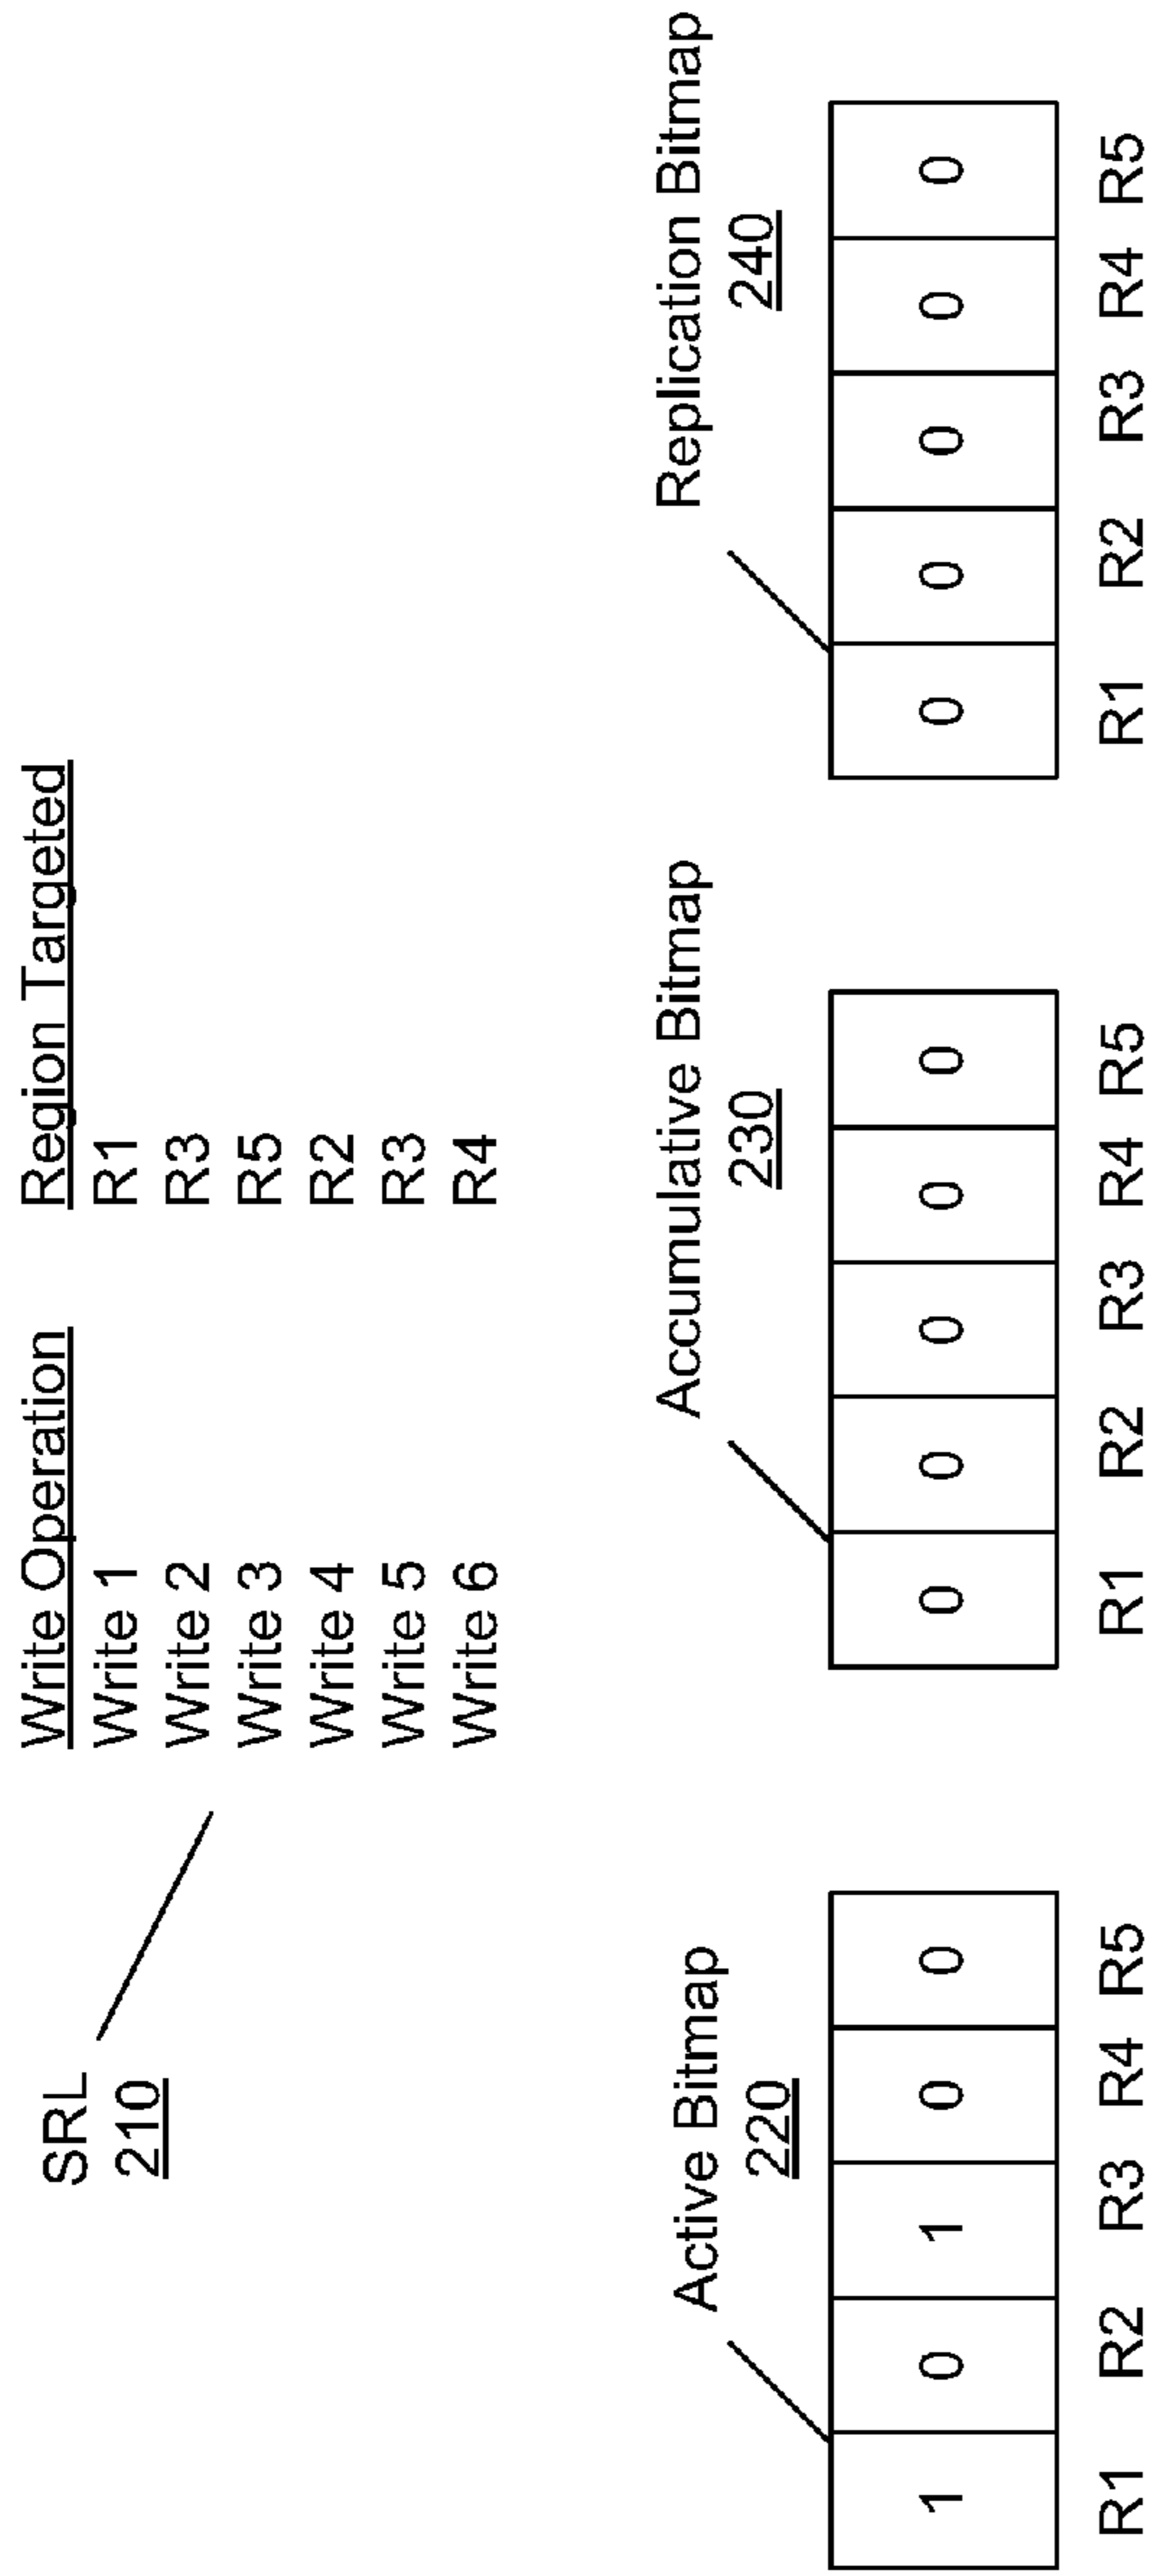 SRL
210
Write Operation Region Targeted
Write 1 R1
Write 2 R3
Write 3 R5
Write 4 R2
Write 5 R3
Write 6 R4
Active Bitmap
220
Accumulative Bitmap
230
Replication Bitmap
240
1 0 1 0 0
R1 R2 R3 R4 R5
0 0 0 0 0
R1 R2 R3 R4 R5
0 0 0 0 0
R1 R2 R3 R4 R5